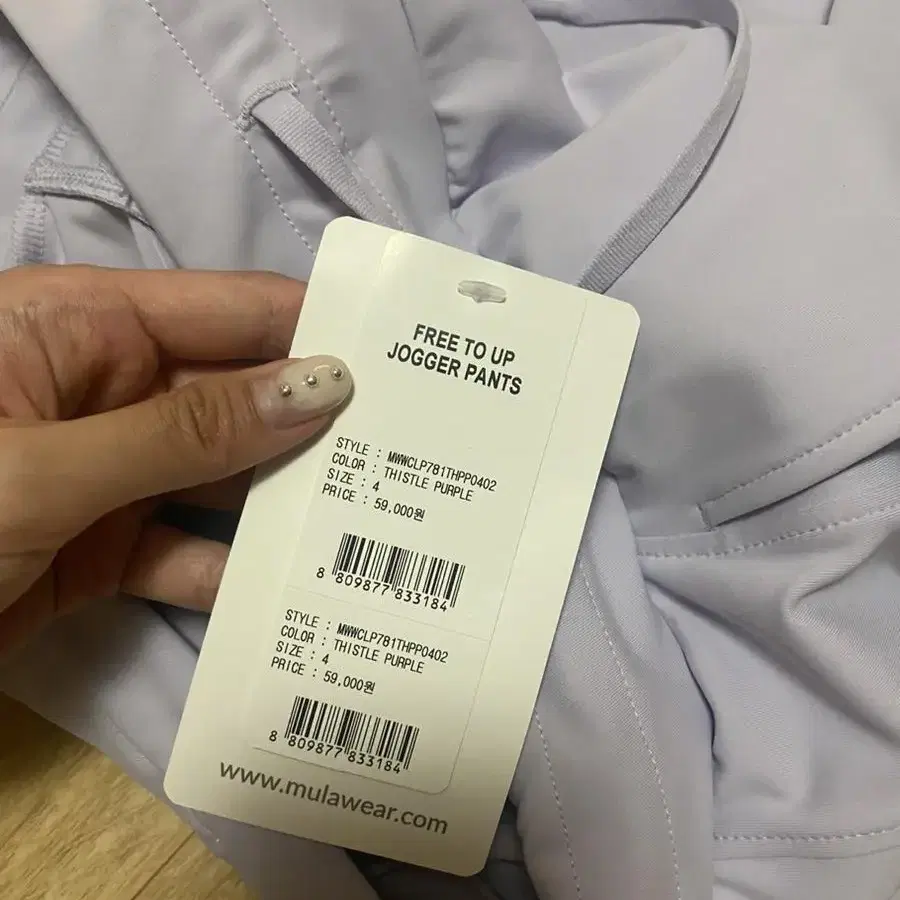 FREE TO UP
JOGGER PANTS
STYLE : MWWCLP781THPP0402
COLOR : THISTLE PURPLE
SIZE : 4
PRICE : 59,000원
8 809877 833184
STYLE : MWWCLP781THPP0402
COLOR : THISTLE PURPLE
SIZE : 4
PRICE : 59,000원
8 809877 833184
www.mulawear.com